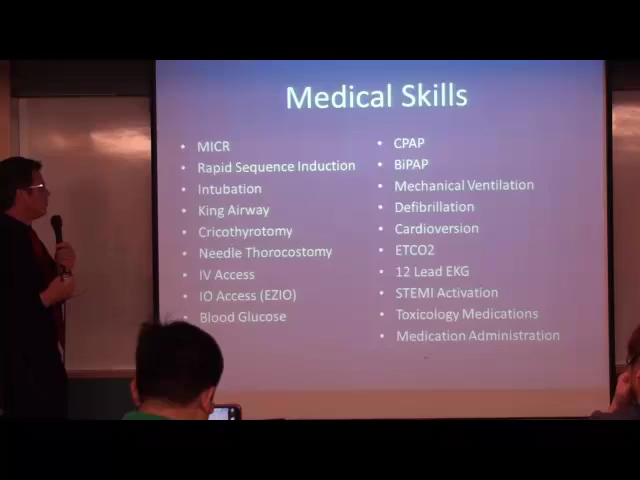 Medical Skills
• MICR
• Rapid Sequence Induction
• Intubation
• King Airway
• Cricothyrotomy
• Needle Thorocostomy
• IV Access
• IO Access (EZIO)
• Blood Glucose
• CPAP
• BiPAP
• Mechanical Ventilation
• Defibrillation
• Cardioversion
• ETCO2
• 12 Lead EKG
• STEMI Activation
• Toxicology Medications
• Medication Administration